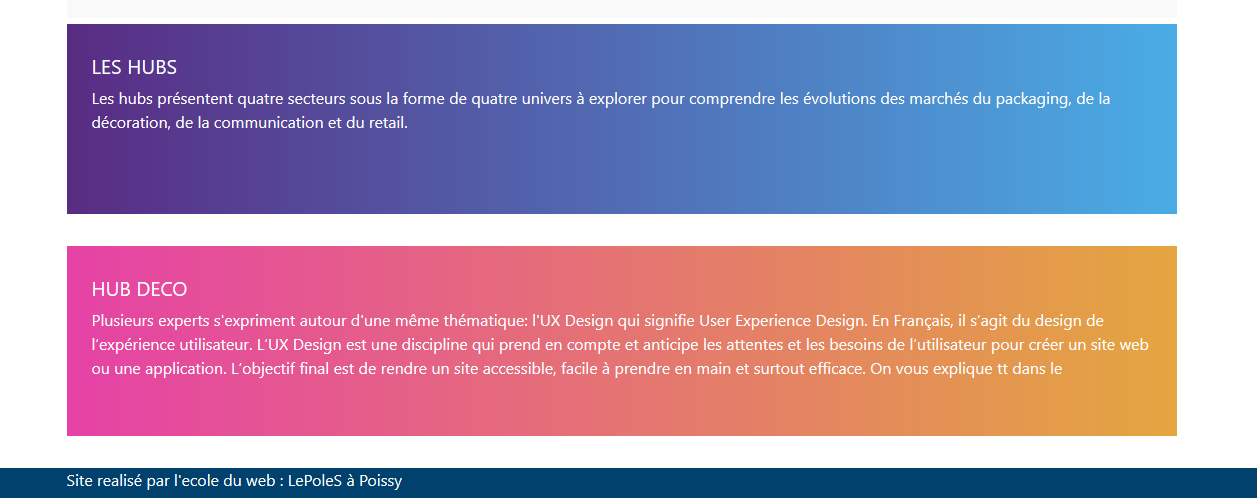 LES HUBS
Les hubs présentent quatre secteurs sous la forme de quatre univers à explorer pour comprendre les évolutions des marchés du packaging, de la
décoration, de la communication et du retail.
HUB DECO
Plusieurs experts s'expriment autour d'une même thématique: l'UX Design qui signifie User Experience Design. En Français, il s’agit du design de
l’expérience utilisateur. L’UX Design est une discipline qui prend en compte et anticipe les attentes et les besoins de l’utilisateur pour créer un site web
ou une application. L’objectif final est de rendre un site accessible, facile à prendre en main et surtout efficace. On vous explique tt dans le
Site realisé par l'ecole du web : LePoleS à Poissy